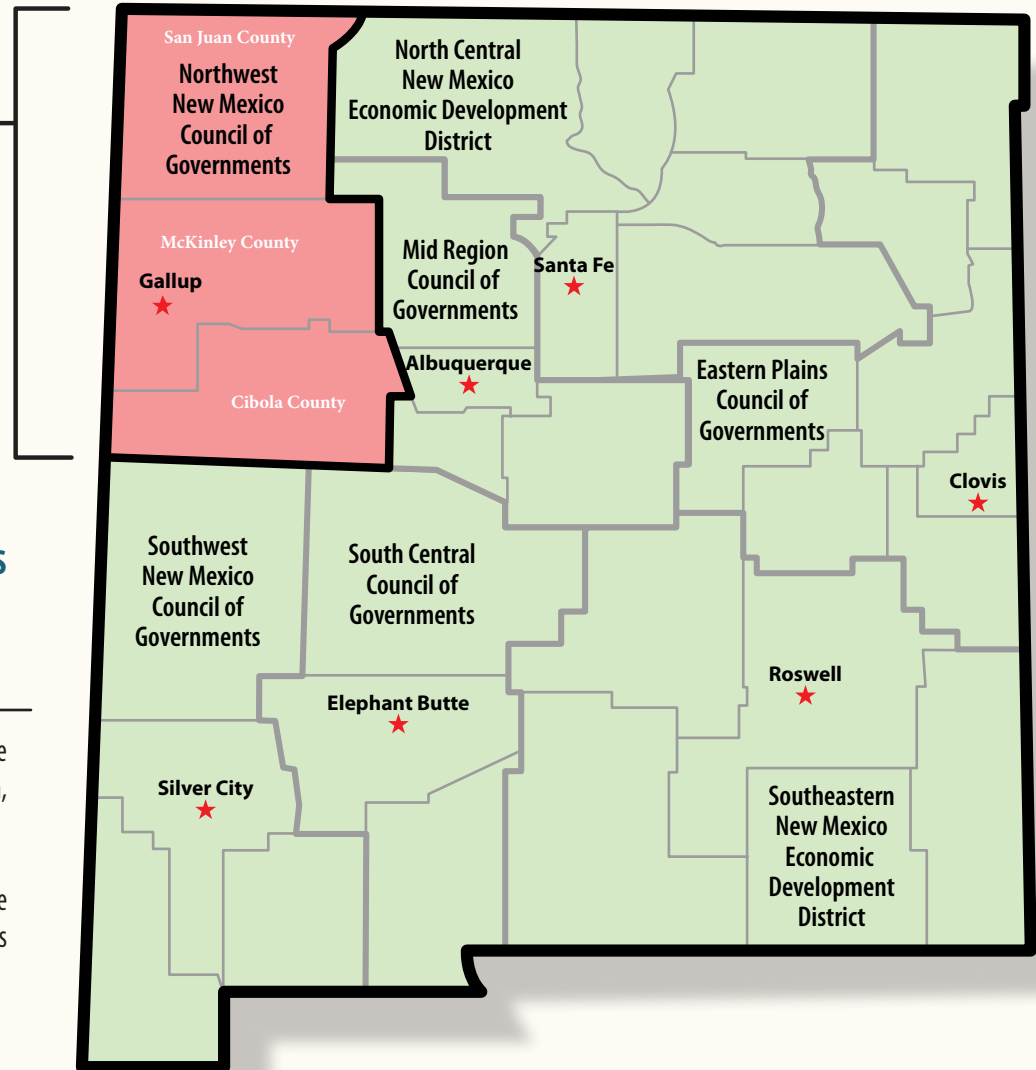 San Juan County
Northwest
New Mexico
Council of
Governments
North Central
New Mexico
Economic Development
District
McKinley County
Gallup
Mid Region
Council of
Governments
Santa Fe
Albuquerque
Cibola County
Eastern Plains
Council of
Governments
Clovis
s
Southwest
New Mexico
Council of
Governments
South Central
Council of
Governments
Roswell
Elephant Butte
Silver City
Southeastern
New Mexico
Economic
Development
District